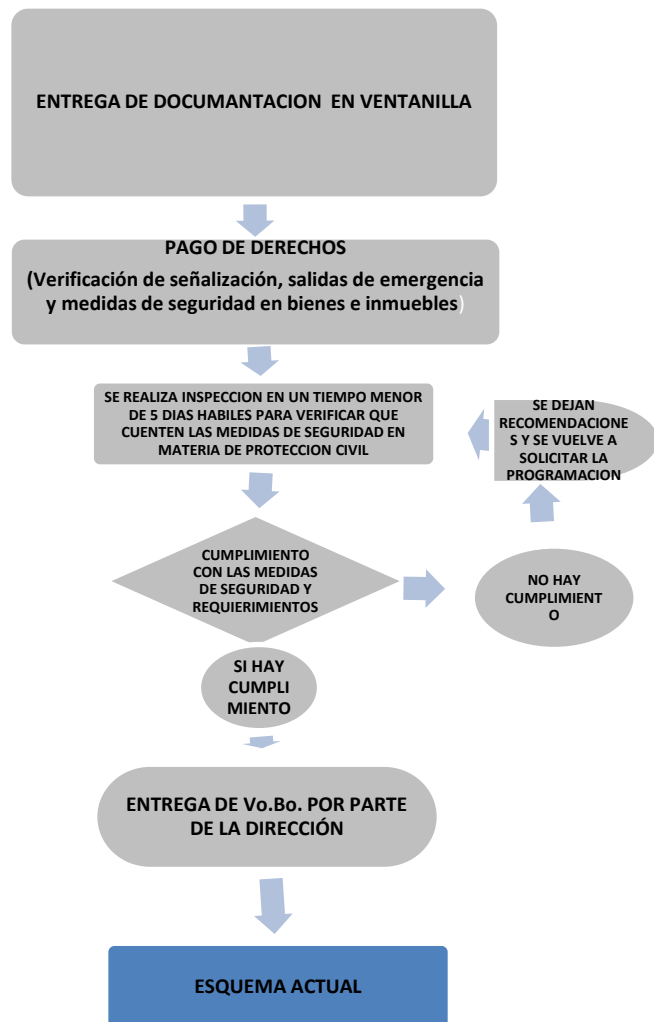 ENTREGA DE DOCUMANTACION EN VENTANILLA
PAGO DE DERECHOS
(Verificación de señalización, salidas de emergencia
y medidas de seguridad en bienes e inmuebles)
SE REALIZA INSPECCION EN UN TIEMPO MENOR
DE 5 DIAS HABILES PARA VERIFICAR QUE
CUENTEN LAS MEDIDAS DE SEGURIDAD EN
MATERIA DE PROTECCION CIVIL
SE DEJAN
RECOMENDACIONE
S Y SE VUELVE A
SOLICITAR LA
PROGRAMACION
CUMPLIMIENTO
CON LAS MEDIDAS
DE SEGURIDAD Y
REQUIERIMIENTOS
NO HAY
CUMPLIMIENT
O
SI HAY
CUMPLI
MIENTO
ENTREGA DE Vo.Bo. POR PARTE
DE LA DIRECCIÓN
ESQUEMA ACTUAL